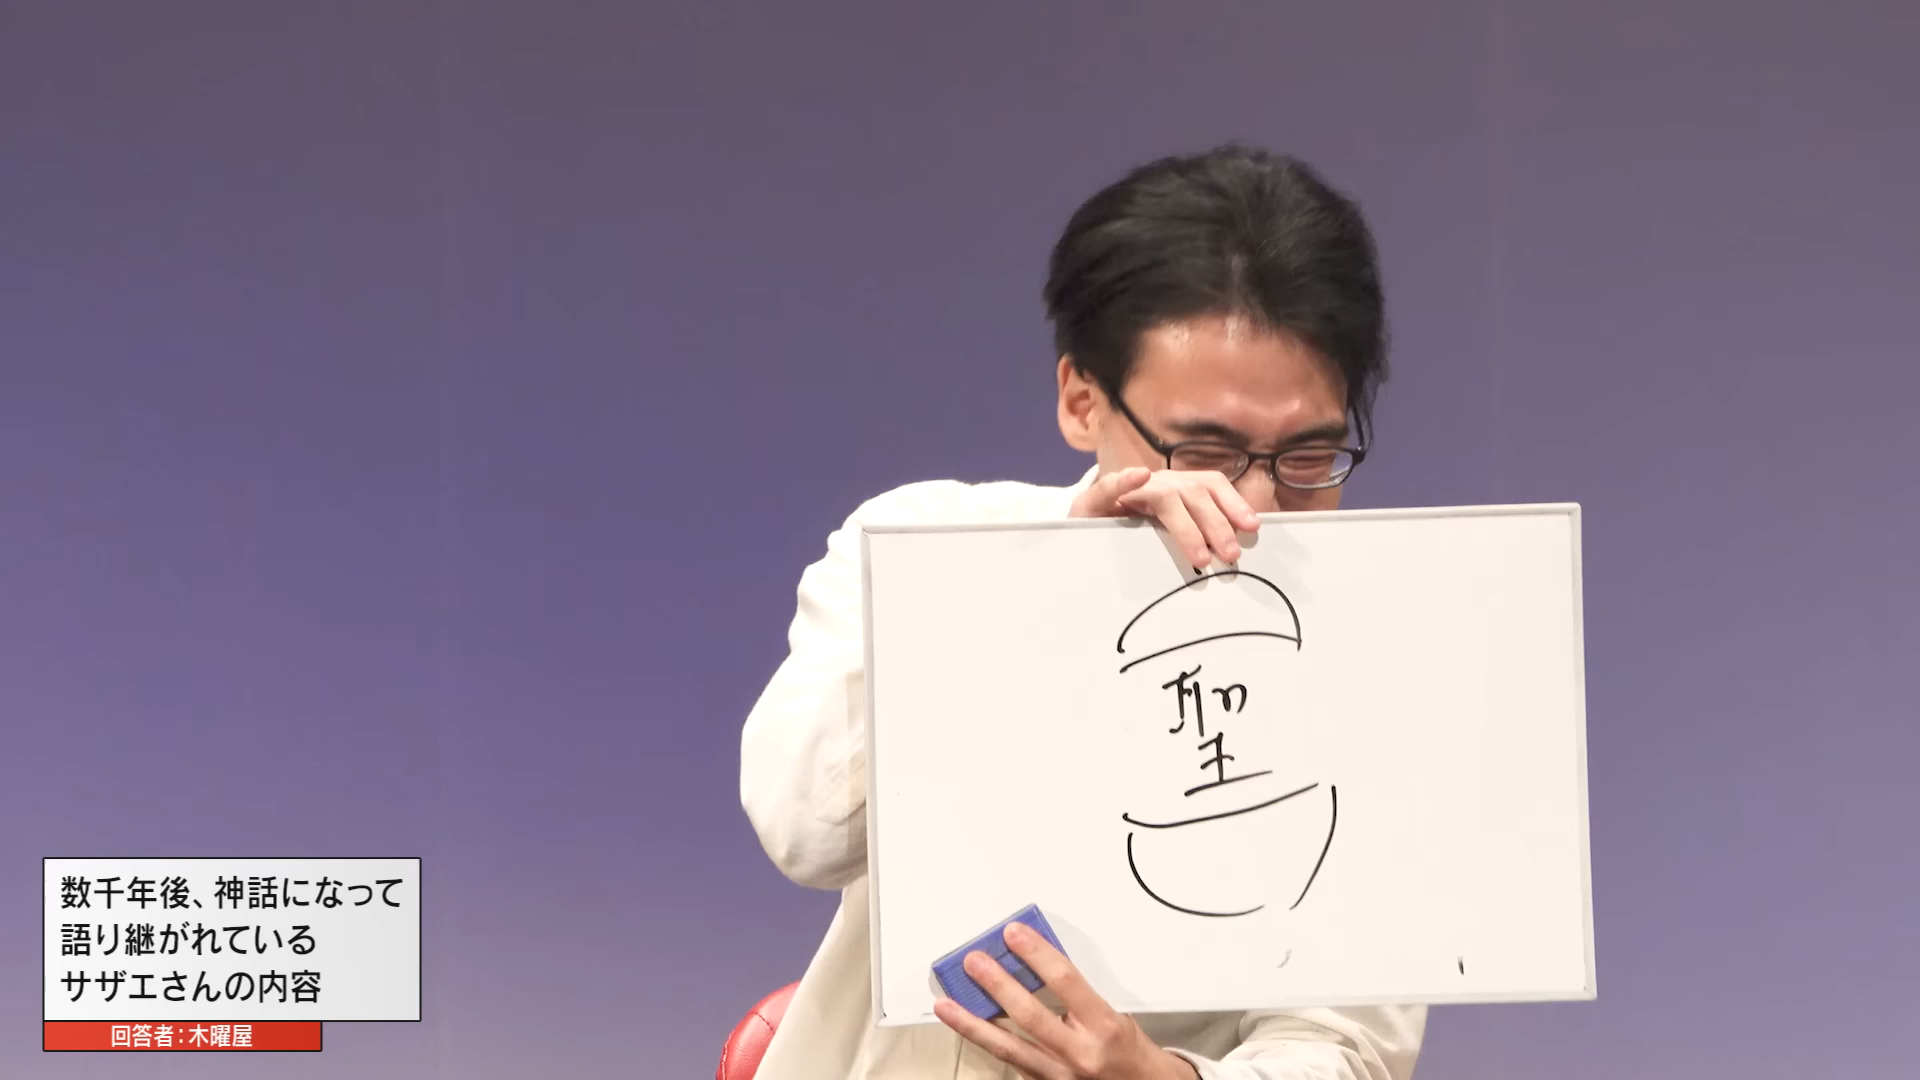 聖
数千年後、神話になって
語り継がれている
サザエさんの内容
回答者：木曜屋